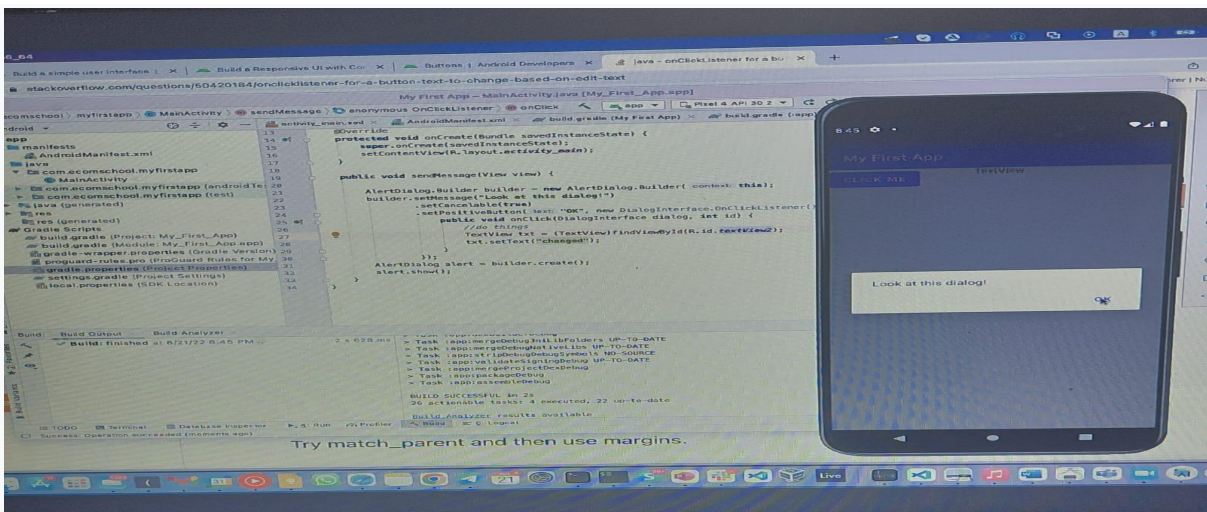 Build a simple user interface
Build a Responsive UI with Co
Buttons | Android Developers
java - onClickListener for a bu
stackoverflow.com/questions/50420184/onclicklistener-for-a-button-text-to-change-based-on-edit-text
My First App – MainActivity.java [My_First_App.app]
myfirstapp
MainActivity
sendMessage
anonymous OnClickListener
onClick
app
Pixel 4 API 30 2
activity_main.xml
AndroidManifest.xml
build.gradle (My First App)
build.gradle (:app)
app
manifests
AndroidManifest.xml
java
com.ecomschool.myfirstapp
MainActivity
com.ecomschool.myfirstapp (androidTe
com.ecomschool.myfirstapp (test)
java (generated)
res
res (generated)
Gradle Scripts
build.gradle (Project: My_First_App)
build.gradle (Module: My_First_App.app)
gradle-wrapper.properties (Gradle Version)
proguard-rules.pro (ProGuard Rules for My_
gradle.properties (Project Properties)
settings.gradle (Project Settings)
local.properties (SDK Location)
@Override
protected void onCreate(Bundle savedInstanceState) {
super.onCreate(savedInstanceState);
setContentView(R.layout.activity_main);
}
public void sendMessage(View view) {
AlertDialog.Builder builder = new AlertDialog.Builder( context: this);
builder.setMessage("Look at this dialog!")
.setCancelable(true)
.setPositiveButton( text: "OK", new DialogInterface.OnClickListener()
public void onClick(DialogInterface dialog, int id) {
//do things
TextView txt = (TextView)findViewById(R.id.textView2);
txt.setText("changed");
}
});
AlertDialog alert = builder.create();
alert.show();
}
}
8:45
My First App
CLICK ME
TextView
Look at this dialog!
OK
Build:
Build Output
Build Analyzer
Build: finished at 8/21/22 8:45 PM
2 s 628 ms
> Task :app:mergeDebugJniLibFolders UP-TO-DATE
> Task :app:mergeDebugNativeLibs UP-TO-DATE
> Task :app:stripDebugDebugSymbols NO-SOURCE
> Task :app:validateSigningDebug UP-TO-DATE
> Task :app:mergeProjectDexDebug
> Task :app:packageDebug
> Task :app:assembleDebug
BUILD SUCCESSFUL in 2s
26 actionable tasks: 4 executed, 22 up-to-date
Build Analyzer results available
TODO
Terminal
Database Inspector
Run
Profiler
Build
Logcat
Success: Operation succeeded (moments ago)
Try match_parent and then use margins.
21
Live